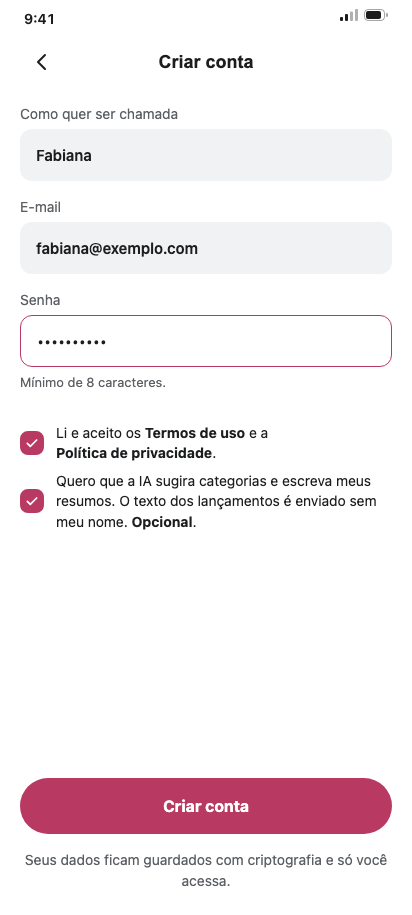 9:41
Criar conta
Como quer ser chamada
Fabiana
E-mail
fabiana@exemplo.com
Senha
••••••••••
Mínimo de 8 caracteres.
Li e aceito os Termos de uso e a
Política de privacidade.
Quero que a IA sugira categorias e escreva meus
resumos. O texto dos lançamentos é enviado sem
meu nome. Opcional.
Criar conta
Seus dados ficam guardados com criptografia e só você
acessa.